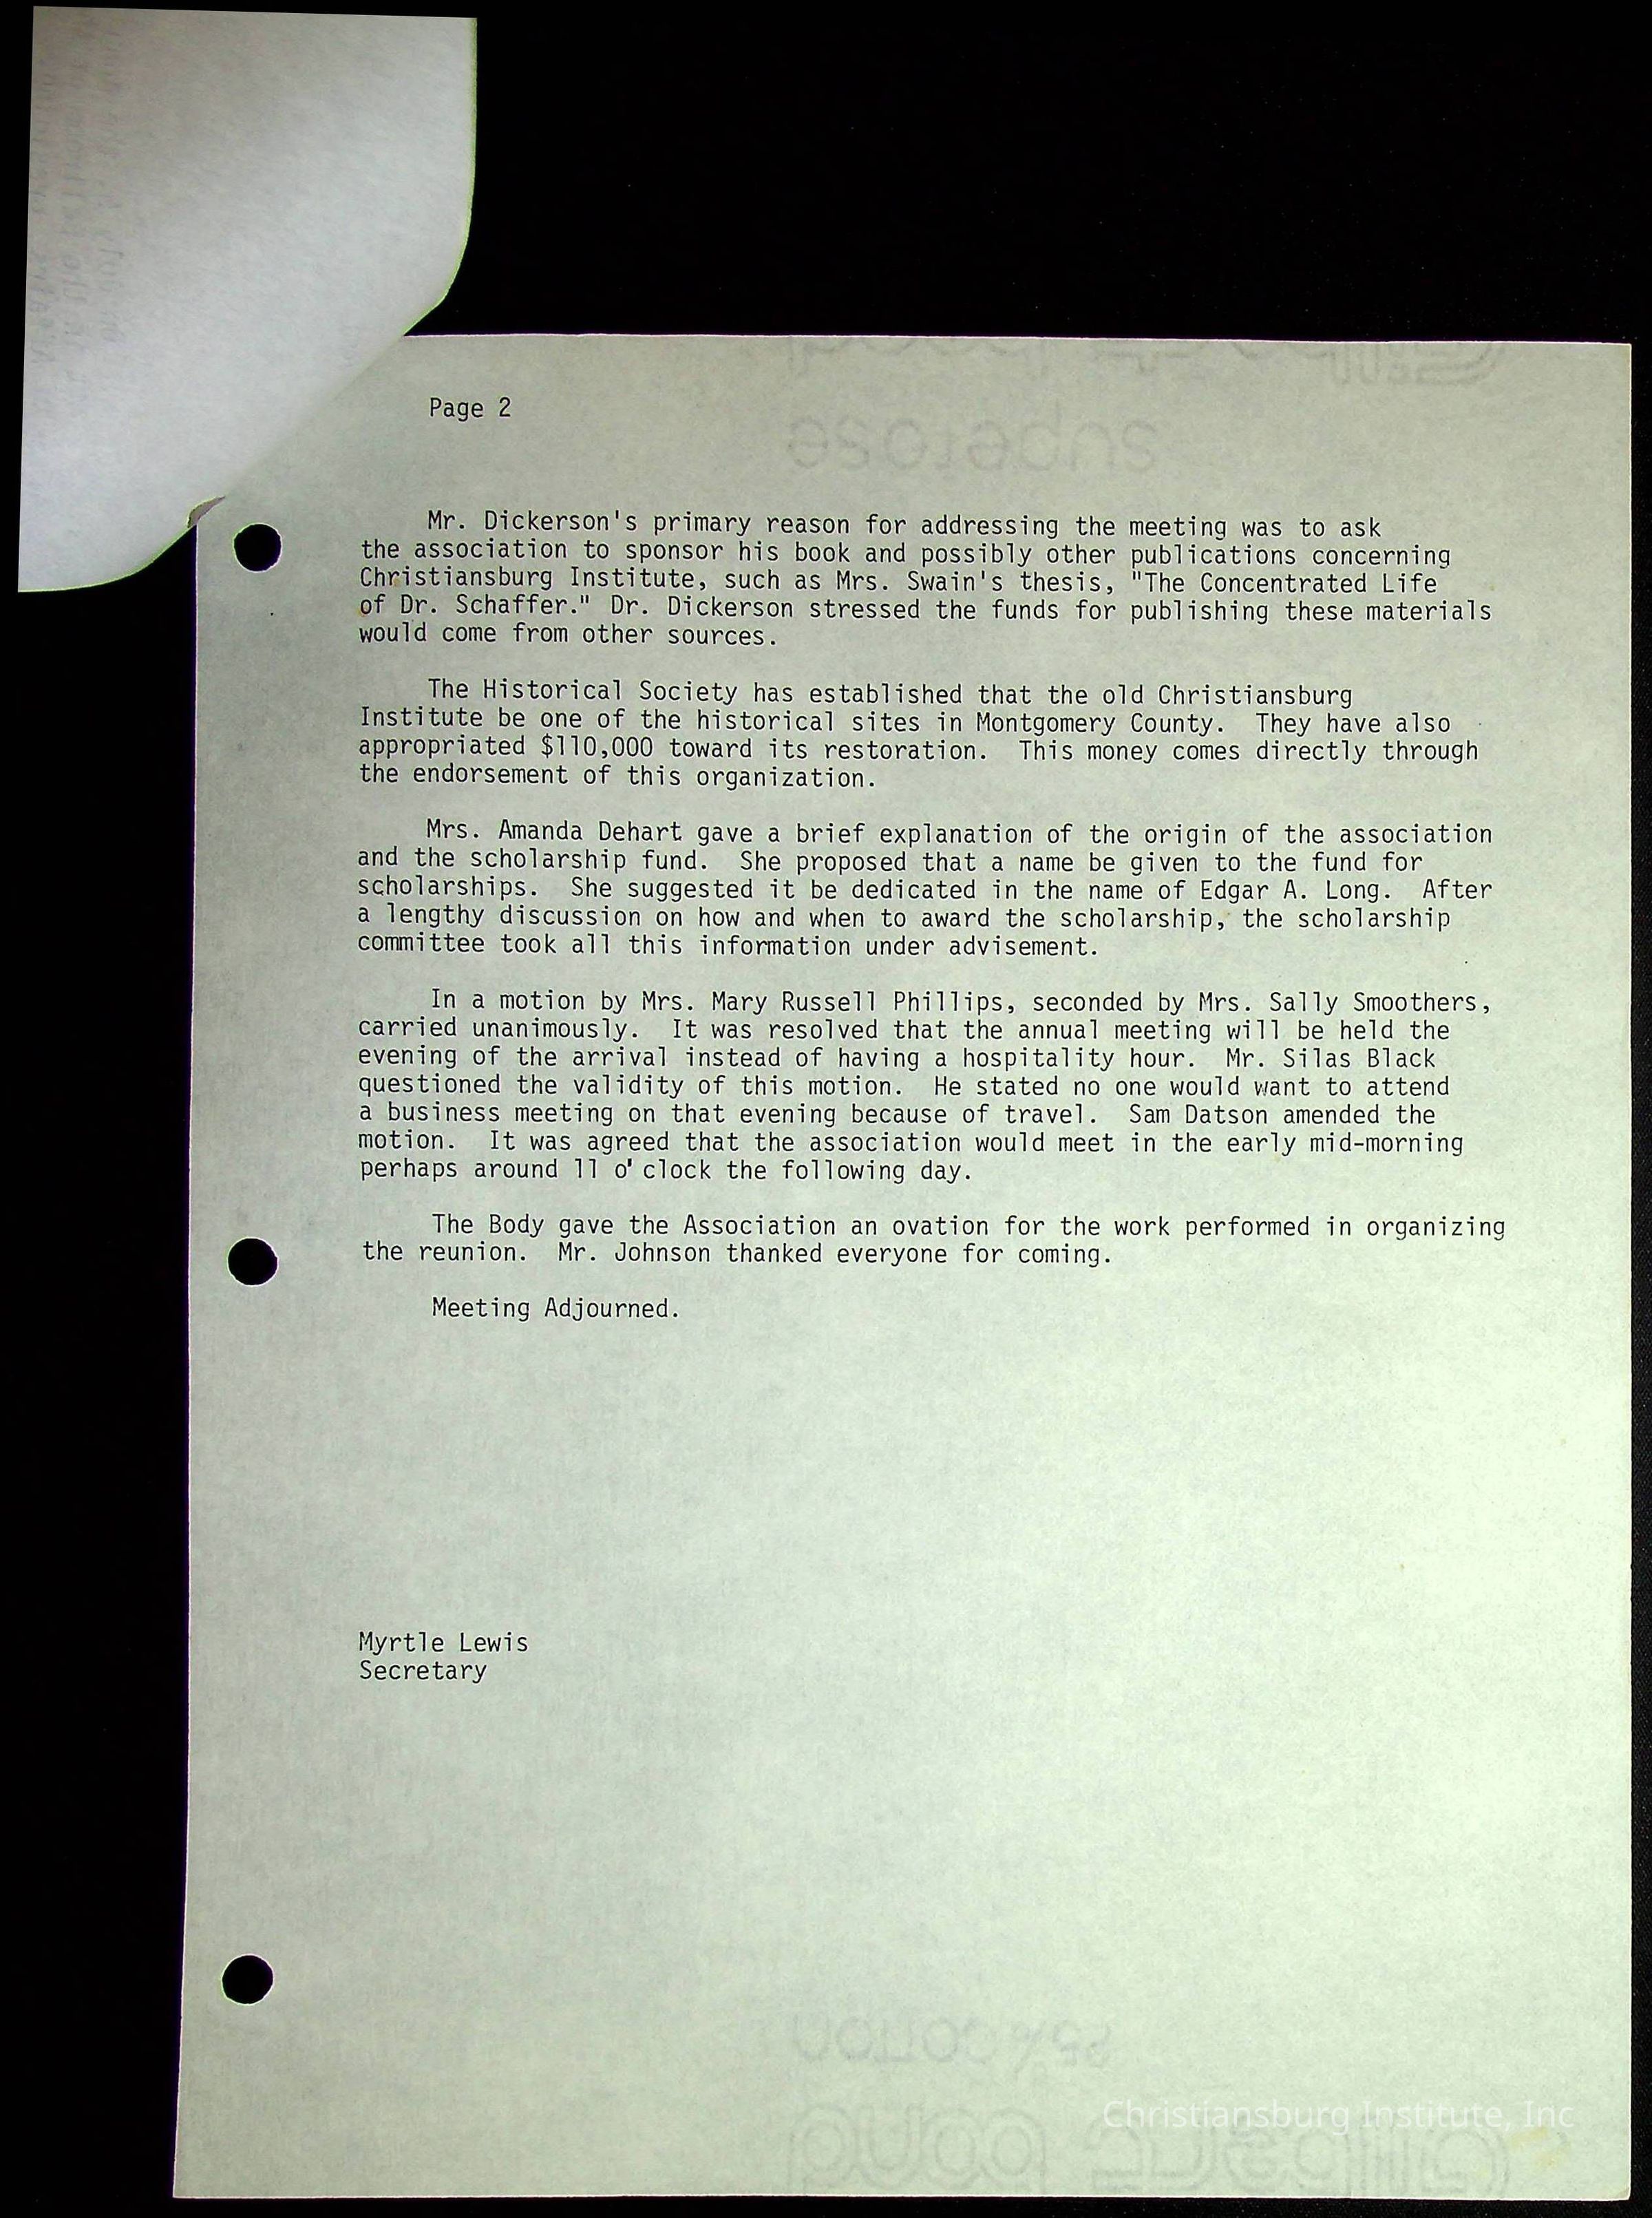 Page 2
Mr. Dickerson's primary reason for addressing the meeting was to ask
the association to sponsor his book and possibly other publications concerning
Christiansburg Institute, such as Mrs. Swain's thesis, "The Concentrated Life
of Dr. Schaffer." Dr. Dickerson stressed the funds for publishing these materials
would come from other sources.
The Historical Society has established that the old Christiansburg
Institute be one of the historical sites in Montgomery County. They have also
appropriated $110,000 toward its restoration. This money comes directly through
the endorsement of this organization.
Mrs. Amanda Dehart gave a brief explanation of the origin of the association
and the scholarship fund. She proposed that a name be given to the fund for
scholarships. She suggested it be dedicated in the name of Edgar A. Long. After
a lengthy discussion on how and when to award the scholarship, the scholarship
committee took all this information under advisement.
In a motion by Mrs. Mary Russell Phillips, seconded by Mrs. Sally Smoothers,
carried unanimously. It was resolved that the annual meeting will be held the
evening of the arrival instead of having a hospitality hour. Mr. Silas Black
questioned the validity of this motion. He stated no one would want to attend
a business meeting on that evening because of travel. Sam Datson amended the
motion. It was agreed that the association would meet in the early mid-morning
perhaps around 11 o' clock the following day.
The Body gave the Association an ovation for the work performed in organizing
the reunion. Mr. Johnson thanked everyone for coming.
Meeting Adjourned.
Myrtle Lewis
Secretary
Christiansburg Institute, Inc